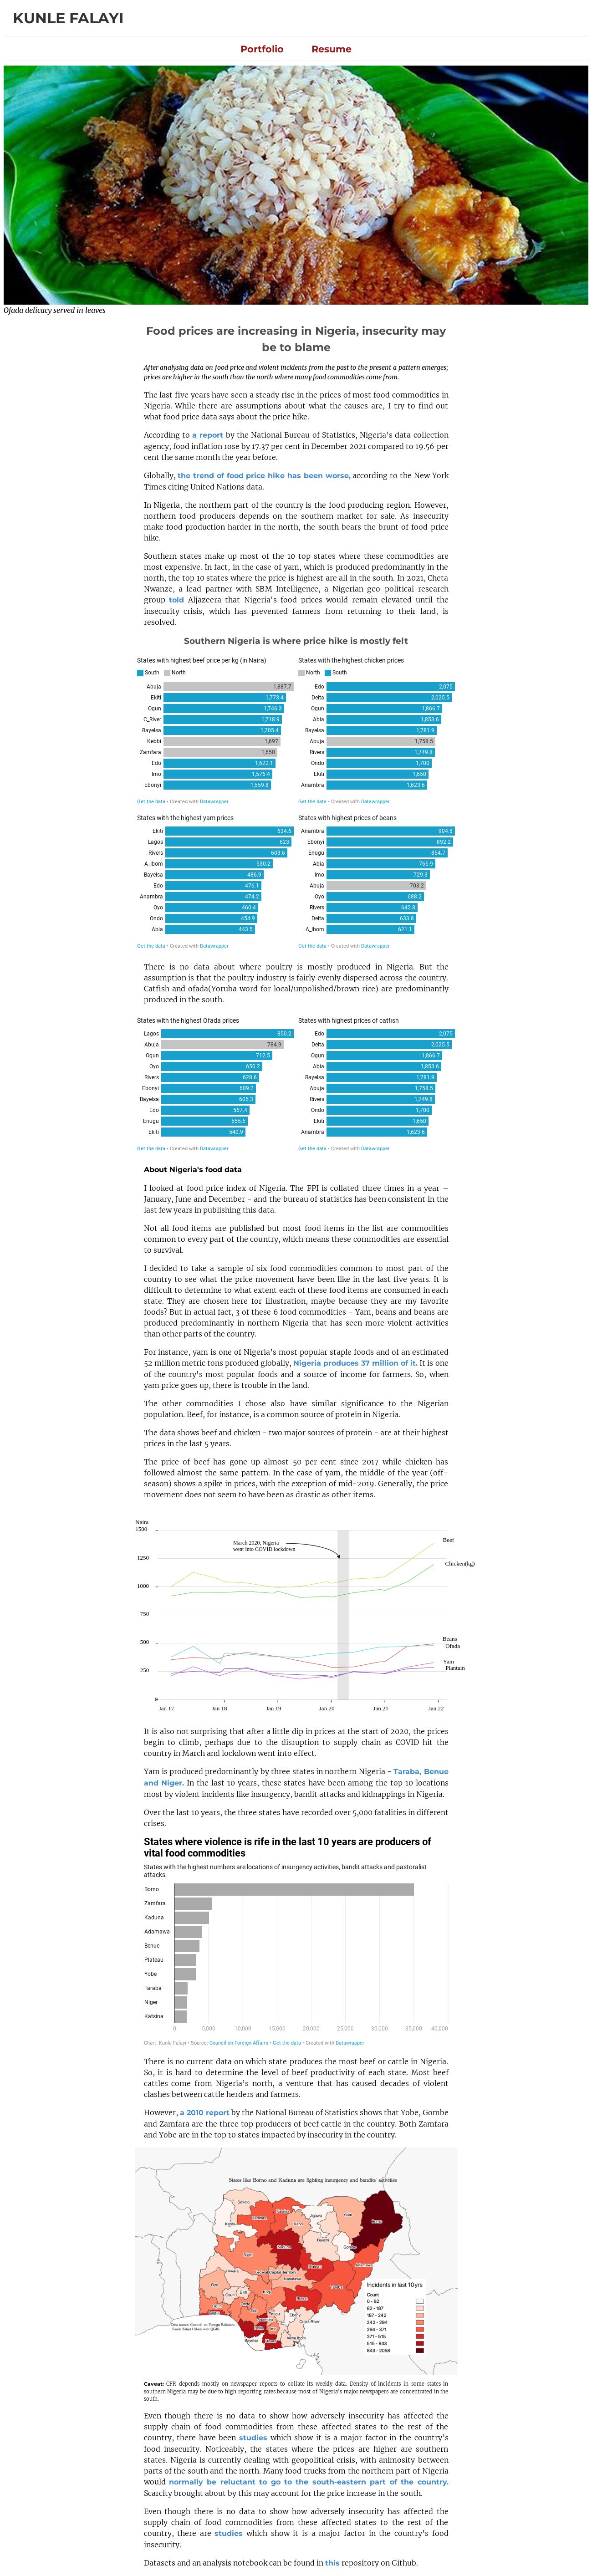 KUNLE FALAYI
Portfolio Resume
Ofada delicacy served in leaves
Food prices are increasing in Nigeria, insecurity may
be to blame
After analysing data on food price and violent incidents from the past to the present a pattern emerges;
prices are higher in the south than the north where many food commodities come from.
The last five years have seen a steady rise in the prices of most food commodities in
Nigeria. While there are assumptions about what the causes are, I try to find out
what food price data says about the price hike.
According to a report by the National Bureau of Statistics, Nigeria's data collection
agency, food inflation rose by 17.37 per cent in December 2021 compared to 19.56 per
cent the same month the year before.
Globally, the trend of food price hike has been worse, according to the New York
Times citing United Nations data.
In Nigeria, the northern part of the country is the food producing region. However,
northern food producers depends on the southern market for sale. As insecurity
make food production harder in the north, the south bears the brunt of food price
hike.
Southern states make up most of the 10 top states where these commodities are
most expensive. In fact, in the case of yam, which is produced predominantly in the
north, the top 10 states where the price is highest are all in the south. In 2021, Cheta
Nwanze, a lead partner with SBM Intelligence, a Nigerian geo-political research
group told Aljazeera that Nigeria's food prices would remain elevated until the
insecurity crisis, which has prevented farmers from returning to their land, is
resolved.
Southern Nigeria is where price hike is mostly felt
States with highest beef price per kg (in Naira)
South North
Abuja 1,887.7
Ekiti 1,773.4
Ogun 1,746.3
C_River 1,718.9
Bayelsa 1,705.4
Kebbi 1,697
Zamfara 1,650
Edo 1,622.1
Imo 1,576.4
Ebonyi 1,559.8
Get the data • Created with Datawrapper
States with the highest chicken prices
North South
Edo 2,075
Delta 2,025.5
Ogun 1,866.7
Abia 1,853.6
Bayelsa 1,781.9
Abuja 1,758.5
Rivers 1,749.8
Ondo 1,700
Ekiti 1,650
Anambra 1,623.6
Get the data • Created with Datawrapper
States with the highest yam prices
Ekiti 634.6
Lagos 623
Rivers 603.6
A_Ibom 530.2
Bayelsa 486.9
Edo 476.1
Anambra 474.2
Oyo 460.4
Ondo 454.9
Abia 443.5
Get the data • Created with Datawrapper
States with highest prices of beans
Anambra 904.8
Ebonyi 892.2
Enugu 854.7
Abia 765.9
Imo 729.3
Abuja 703.2
Oyo 688.2
Rivers 642.8
Delta 633.8
A_Ibom 621.1
Get the data • Created with Datawrapper
There is no data about where poultry is mostly produced in Nigeria. But the
assumption is that the poultry industry is fairly evenly dispersed across the country.
Catfish and ofada(Yoruba word for local/unpolished/brown rice) are predominantly
produced in the south.
States with the highest Ofada prices
Lagos 850.2
Abuja 784.9
Ogun 712.5
Oyo 650.2
Rivers 628.6
Ebonyi 609.2
Bayelsa 605.3
Edo 567.4
Enugu 555.6
Ekiti 540.9
Get the data • Created with Datawrapper
States with highest prices of catfish
Edo 2,075
Delta 2,025.5
Ogun 1,866.7
Abia 1,853.6
Bayelsa 1,781.9
Abuja 1,758.5
Rivers 1,749.8
Ondo 1,700
Ekiti 1,650
Anambra 1,623.6
Get the data • Created with Datawrapper
About Nigeria's food data
I looked at food price index of Nigeria. The FPI is collated three times in a year –
January, June and December - and the bureau of statistics has been consistent in the
last few years in publishing this data.
Not all food items are published but most food items in the list are commodities
common to every part of the country, which means these commodities are essential
to survival.
I decided to take a sample of six food commodities common to most part of the
country to see what the price movement have been like in the last five years. It is
difficult to determine to what extent each of these food items are consumed in each
state. They are chosen here for illustration, maybe because they are my favorite
foods? But in actual fact, 3 of these 6 food commodities - Yam, beans and beans are
produced predominantly in northern Nigeria that has seen more violent activities
than other parts of the country.
For instance, yam is one of Nigeria's most popular staple foods and of an estimated
52 million metric tons produced globally, Nigeria produces 37 million of it. It is one
of the country's most popular foods and a source of income for farmers. So, when
yam price goes up, there is trouble in the land.
The other commodities I chose also have similar significance to the Nigerian
population. Beef, for instance, is a common source of protein in Nigeria.
The data shows beef and chicken - two major sources of protein - are at their highest
prices in the last 5 years.
The price of beef has gone up almost 50 per cent since 2017 while chicken has
followed almost the same pattern. In the case of yam, the middle of the year (off-
season) shows a spike in prices, with the exception of mid-2019. Generally, the price
movement does not seem to have been as drastic as other items.
Naira
1500
1250
1000
750
500
250
0
March 2020, Nigeria
went into COVID lockdown
Beef
Chicken(kg)
Beans
Ofada
Yam
Plantain
Jan 17 Jan 18 Jan 19 Jan 20 Jan 21 Jan 22
It is also not surprising that after a little dip in prices at the start of 2020, the prices
begin to climb, perhaps due to the disruption to supply chain as COVID hit the
country in March and lockdown went into effect.
Yam is produced predominantly by three states in northern Nigeria - Taraba, Benue
and Niger. In the last 10 years, these states have been among the top 10 locations
most by violent incidents like insurgency, bandit attacks and kidnappings in Nigeria.
Over the last 10 years, the three states have recorded over 5,000 fatalities in different
crises.
States where violence is rife in the last 10 years are producers of
vital food commodities
States with the highest numbers are locations of insurgency activities, bandit attacks and pastoralist
attacks.
Borno
Zamfara
Kaduna
Adamawa
Benue
Plateau
Yobe
Taraba
Niger
Katsina
0 5,000 10,000 15,000 20,000 25,000 30,000 35,000 40,000
Chart: Kunle Falayi • Source: Council on Foreign Affairs • Get the data • Created with Datawrapper
There is no current data on which state produces the most beef or cattle in Nigeria.
So, it is hard to determine the level of beef productivity of each state. Most beef
cattles come from Nigeria's north, a venture that has caused decades of violent
clashes between cattle herders and farmers.
However, a 2010 report by the National Bureau of Statistics shows that Yobe, Gombe
and Zamfara are the three top producers of beef cattle in the country. Both Zamfara
and Yobe are in the top 10 states impacted by insecurity in the country.
States like Borno and Kaduna are fighting insurgency and bandits' activities
Sokoto
Katsina
Jigawa
Yobe
Borno
Zamfara
Kano
Kebbi
Kaduna
Bauchi
Gombe
Adamawa
Niger
Plateau
Kwara
Federal Capital Territory
Nasarawa
Taraba
Benue
Oyo
Kogi
Ekiti
Osun
Ogun
Edo
Enugu
Ebonyi
Cross River
Bayelsa
Akwa Ibom
Incidents in last 10yrs
Count
0 - 82
82 - 187
187 - 242
242 - 294
294 - 371
371 - 515
515 - 843
843 - 2058
Caveat: CFR depends mostly on newspaper reports to collate its weekly data. Density of incidents in some states in
southern Nigeria may be due to high reporting rates because most of Nigeria's major newspapers are concentrated in the
south.
Even though there is no data to show how adversely insecurity has affected the
supply chain of food commodities from these affected states to the rest of the
country, there have been studies which show it is a major factor in the country's
food insecurity. Noticeably, the states where the prices are higher are southern
states. Nigeria is currently dealing with geopolitical crisis, with animosity between
parts of the south and the north. Many food trucks from the northern part of Nigeria
would normally be reluctant to go to the south-eastern part of the country.
Scarcity brought about by this may account for the price increase in the south.
Even though there is no data to show how adversely insecurity has affected the
supply chain of food commodities from these affected states to the rest of the
country, there are studies which show it is a major factor in the country's food
insecurity.
Datasets and an analysis notebook can be found in this repository on Github.